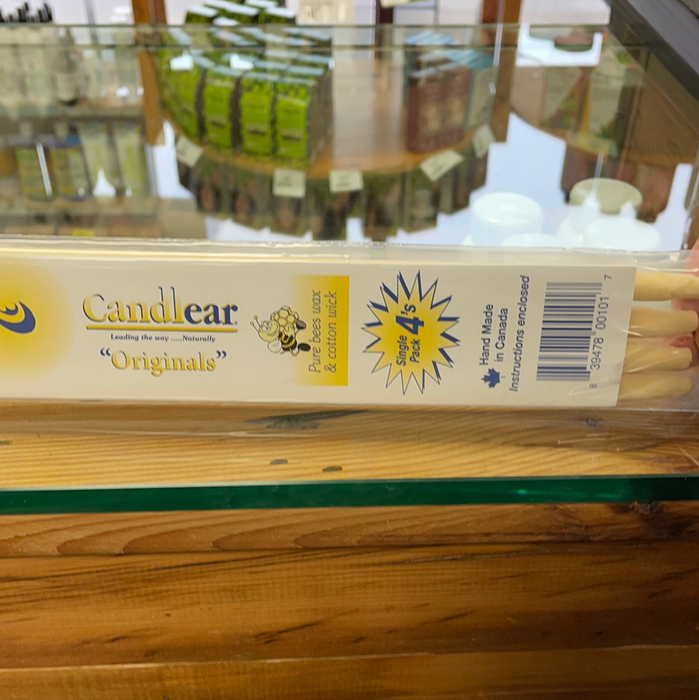 Candlear
Leading the way .....Naturally
“Originals”
Pure bees wax
& cotton wick
Single
Pack
4's
Hand Made
in Canada
Instructions enclosed
8 39478 00101 7